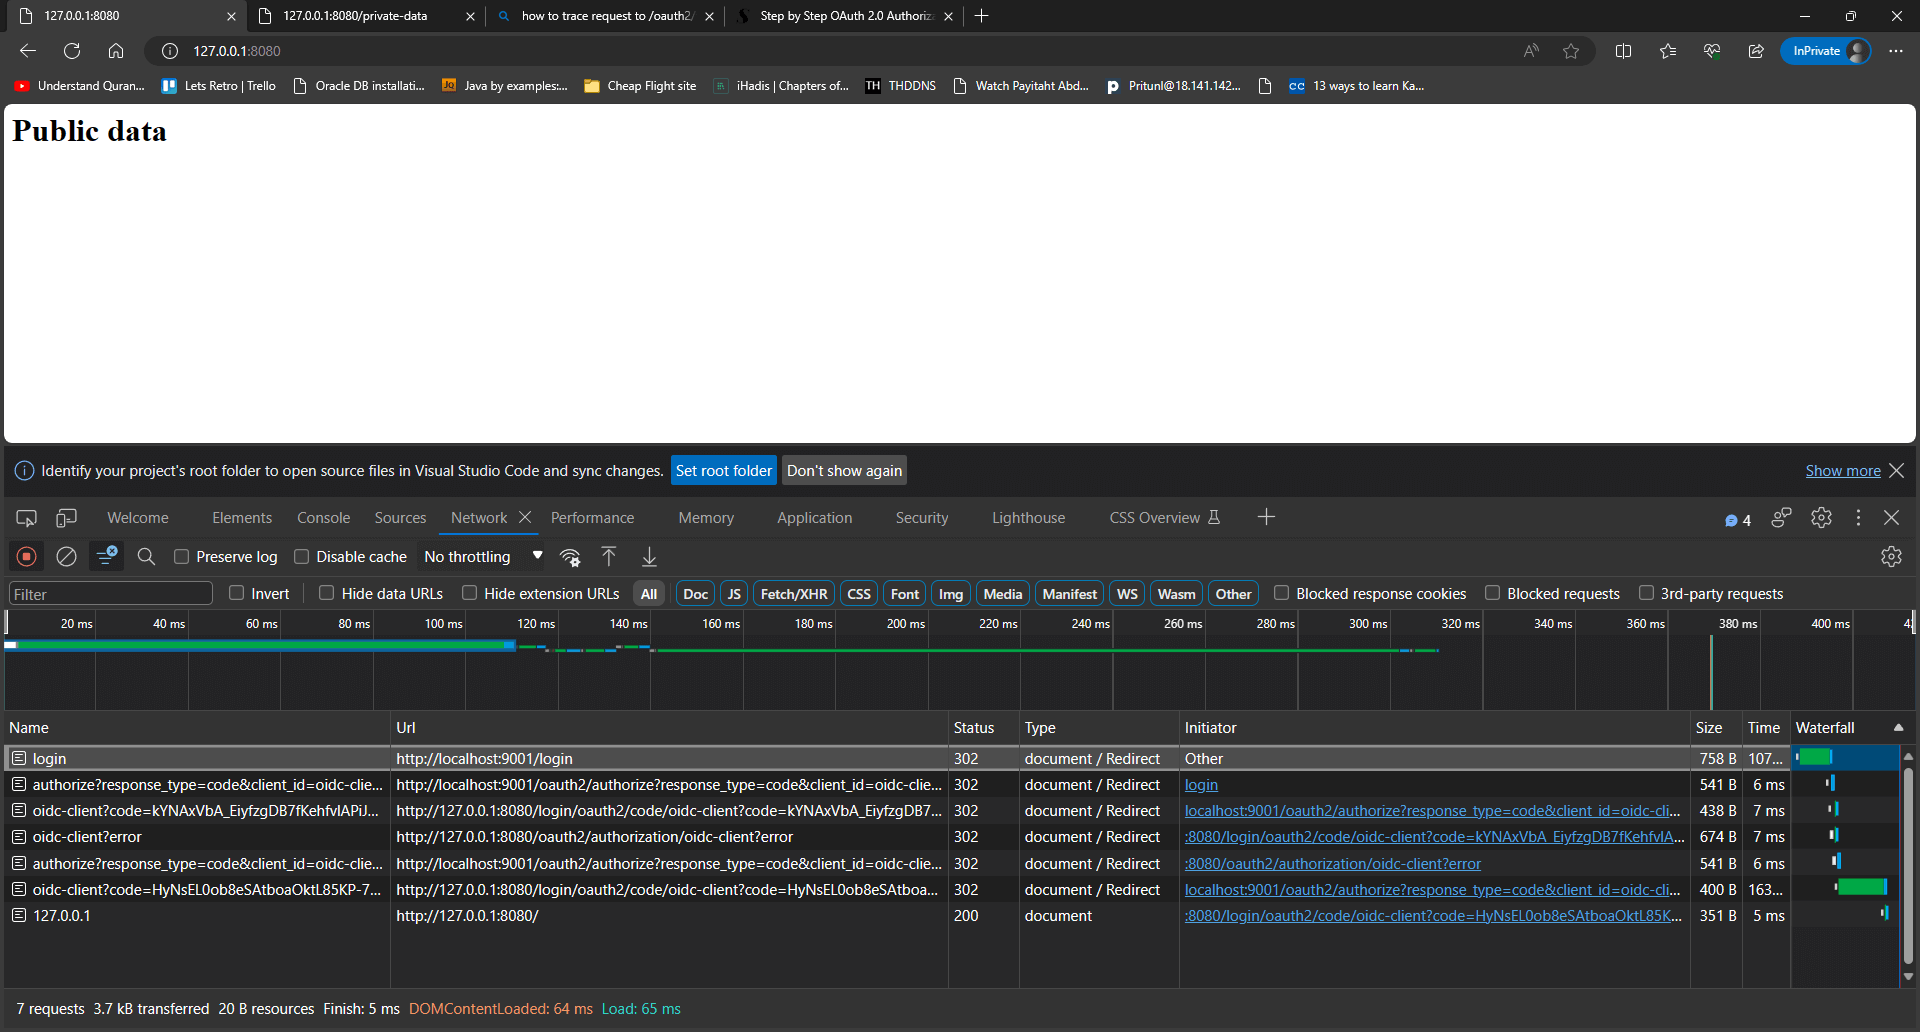 127.0.0.1:8080
127.0.0.1:8080/private-data
how to trace request to /oauth2/
Step by Step OAuth 2.0 Authoriz
127.0.0.1:8080
InPrivate
Understand Quran...
Lets Retro | Trello
Oracle DB installati...
Java by examples:...
Cheap Flight site
iHadis | Chapters of...
TH THDDNS
Watch Payitaht Abd...
Pritunl@18.141.142...
CC 13 ways to learn Ka...
Public data
Identify your project's root folder to open source files in Visual Studio Code and sync changes. Set root folder Don't show again Show more
Welcome Elements Console Sources Network Performance Memory Application Security Lighthouse CSS Overview 4
Preserve log Disable cache No throttling
Filter Invert Hide data URLs Hide extension URLs All Doc JS Fetch/XHR CSS Font Img Media Manifest WS Wasm Other Blocked response cookies Blocked requests 3rd-party requests
20 ms 40 ms 60 ms 80 ms 100 ms 120 ms 140 ms 160 ms 180 ms 200 ms 220 ms 240 ms 260 ms 280 ms 300 ms 320 ms 340 ms 360 ms 380 ms 400 ms
Name Url Status Type Initiator Size Time Waterfall
login http://localhost:9001/login 302 document / Redirect Other 758 B 107...
authorize?response_type=code&client_id=oidc-clie... http://localhost:9001/oauth2/authorize?response_type=code&client_id=oidc-clie... 302 document / Redirect login 541 B 6 ms
oidc-client?code=kYNAxVbA_EiyfzgDB7fKehfvIAPiJ... http://127.0.0.1:8080/login/oauth2/code/oidc-client?code=kYNAxVbA_EiyfzgDB7... 302 document / Redirect localhost:9001/oauth2/authorize?response_type=code&client_id=oidc-cli... 438 B 7 ms
oidc-client?error http://127.0.0.1:8080/oauth2/authorization/oidc-client?error 302 document / Redirect :8080/login/oauth2/code/oidc-client?code=kYNAxVbA_EiyfzgDB7fKehfvIA... 674 B 7 ms
authorize?response_type=code&client_id=oidc-clie... http://localhost:9001/oauth2/authorize?response_type=code&client_id=oidc-clie... 302 document / Redirect :8080/oauth2/authorization/oidc-client?error 541 B 6 ms
oidc-client?code=HyNsEL0ob8eSAtboaOktL85KP-7... http://127.0.0.1:8080/login/oauth2/code/oidc-client?code=HyNsEL0ob8eSAtboa... 302 document / Redirect localhost:9001/oauth2/authorize?response_type=code&client_id=oidc-cli... 400 B 163...
127.0.0.1 http://127.0.0.1:8080/ 200 document :8080/login/oauth2/code/oidc-client?code=HyNsEL0ob8eSAtboaOktL85K... 351 B 5 ms
7 requests 3.7 kB transferred 20 B resources Finish: 5 ms DOMContentLoaded: 64 ms Load: 65 ms